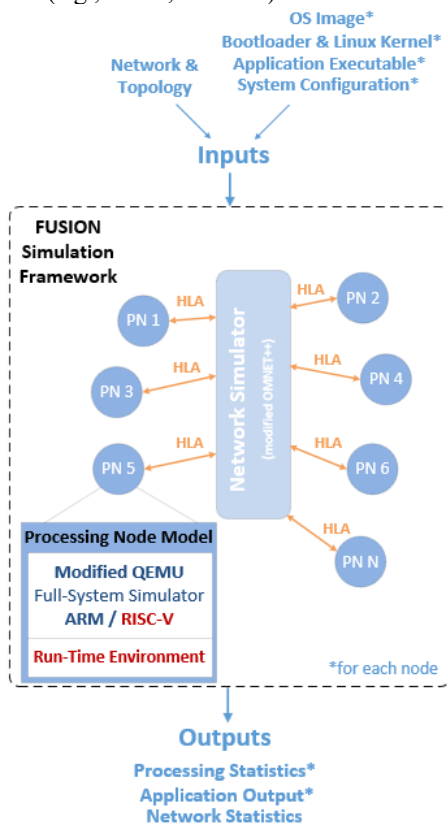 OS Image*
Bootloader & Linux Kernel*
Application Executable*
System Configuration*
Network &
Topology
Inputs
FUSION
Simulation
Framework
HLA
PN 1
HLA
PN 2
HLA
PN 3
HLA
PN 4
HLA
PN 5
HLA
PN 6
HLA
PN N
Network Simulator
(modified OMNET++)
Processing Node Model
Modified QEMU
Full-System Simulator
ARM / RISC-V
Run-Time Environment
*for each node
Outputs
Processing Statistics*
Application Output*
Network Statistics